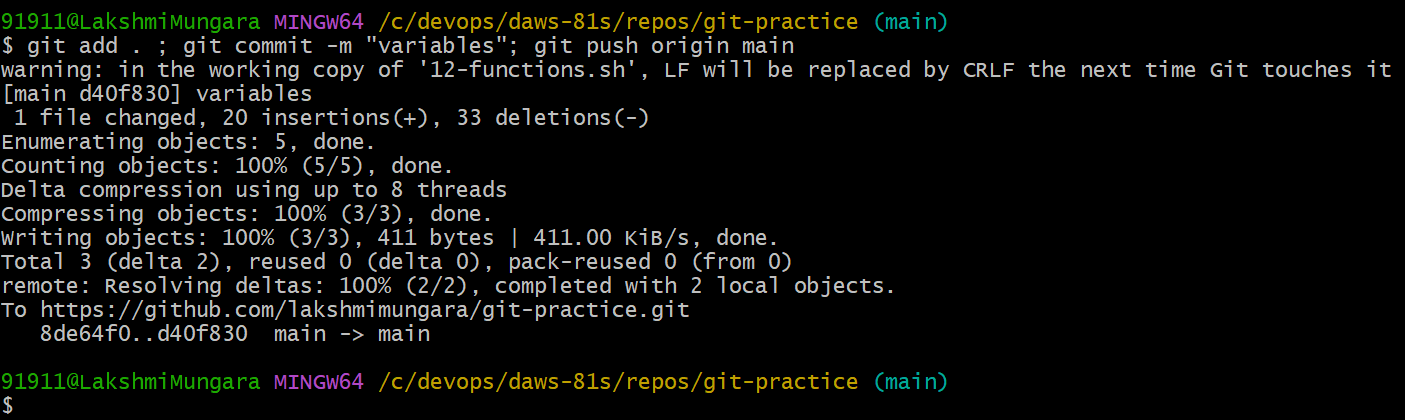 91911@LakshmiMungara MINGW64 /c/devops/daws-81s/repos/git-practice (main)
$ git add . ; git commit -m "variables"; git push origin main
warning: in the working copy of '12-functions.sh', LF will be replaced by CRLF the next time Git touches it
[main d40f830] variables
 1 file changed, 20 insertions(+), 33 deletions(-)
Enumerating objects: 5, done.
Counting objects: 100% (5/5), done.
Delta compression using up to 8 threads
Compressing objects: 100% (3/3), done.
Writing objects: 100% (3/3), 411 bytes | 411.00 KiB/s, done.
Total 3 (delta 2), reused 0 (delta 0), pack-reused 0 (from 0)
remote: Resolving deltas: 100% (2/2), completed with 2 local objects.
To https://github.com/lakshmimungara/git-practice.git
   8de64f0..d40f830  main -> main
91911@LakshmiMungara MINGW64 /c/devops/daws-81s/repos/git-practice (main)
$